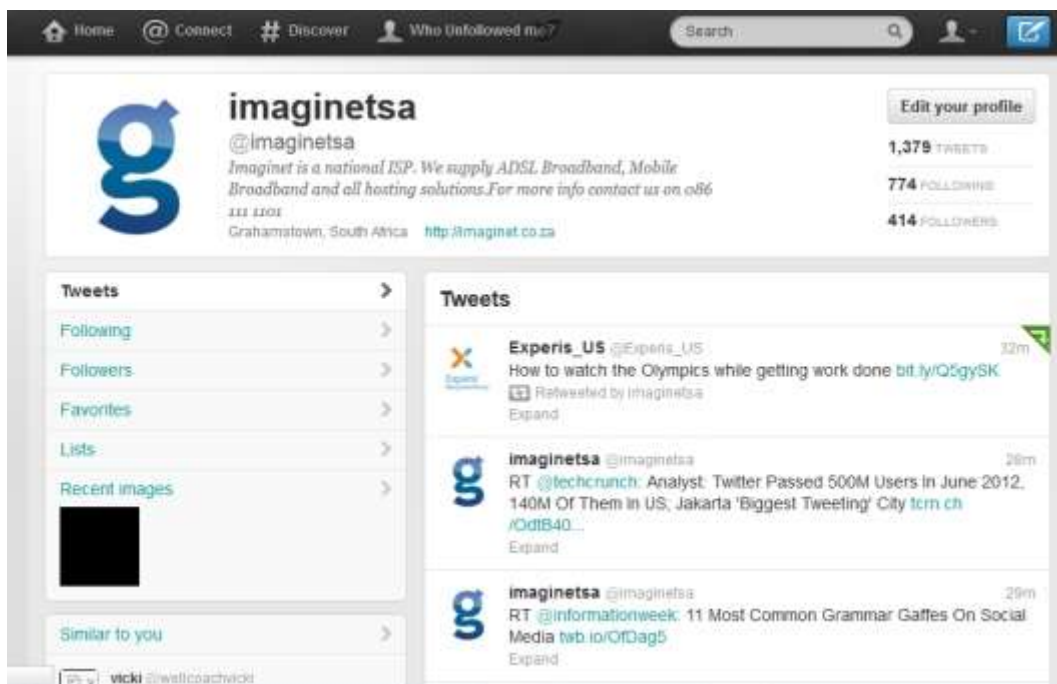 Home @ Connect # Discover Who Unfollowed me? Search
imaginetsa
@imaginetsa
Imaginet is a national ISP. We supply ADSL Broadband, Mobile
Broadband and all hosting solutions.For more info contact us on 086
111 1101
Grahamstown, South Africa http://imaginet.co.za
Edit your profile
1,379 TWEETS
774 FOLLOWING
414 FOLLOWERS
Tweets
Following
Followers
Favorites
Lists
Recent images
Similar to you
vicki @wellcoachvicki
Tweets
Experis_US @Experis_US 32m
How to watch the Olympics while getting work done bit.ly/Q5gySK
Retweeted by imaginetsa
Expand
imaginetsa @imaginetsa 28m
RT @techcrunch: Analyst: Twitter Passed 500M Users In June 2012,
140M Of Them In US; Jakarta 'Biggest Tweeting' City tcrn.ch
/OdtB40...
Expand
imaginetsa @imaginetsa 29m
RT @informationweek: 11 Most Common Grammar Gaffes On Social
Media twb.io/OfDag5
Expand